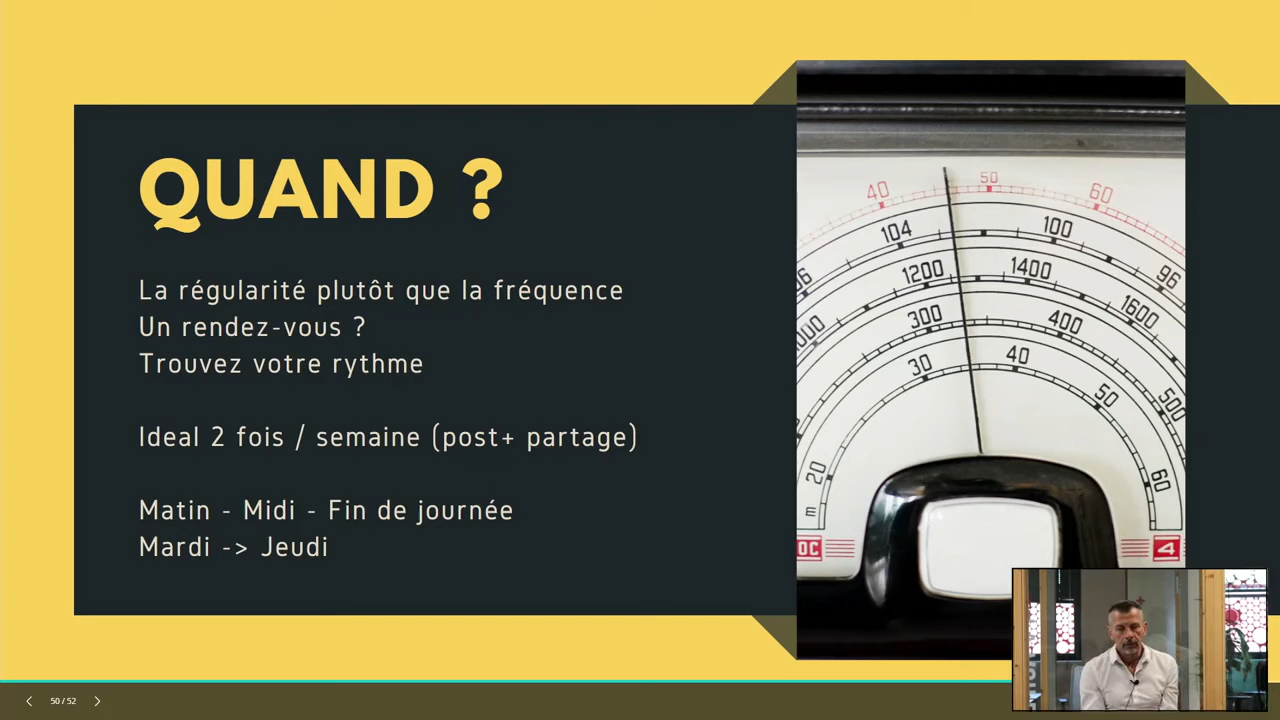 QUAND ?
La régularité plutôt que la fréquence
Un rendez-vous ?
Trouvez votre rythme
Ideal 2 fois / semaine (post+ partage)
Matin - Midi - Fin de journée
Mardi -> Jeudi
40 50 60
104 100 96
1200 1400 1600
300 400 500
20 30 40 50 60
m
4
50 / 52